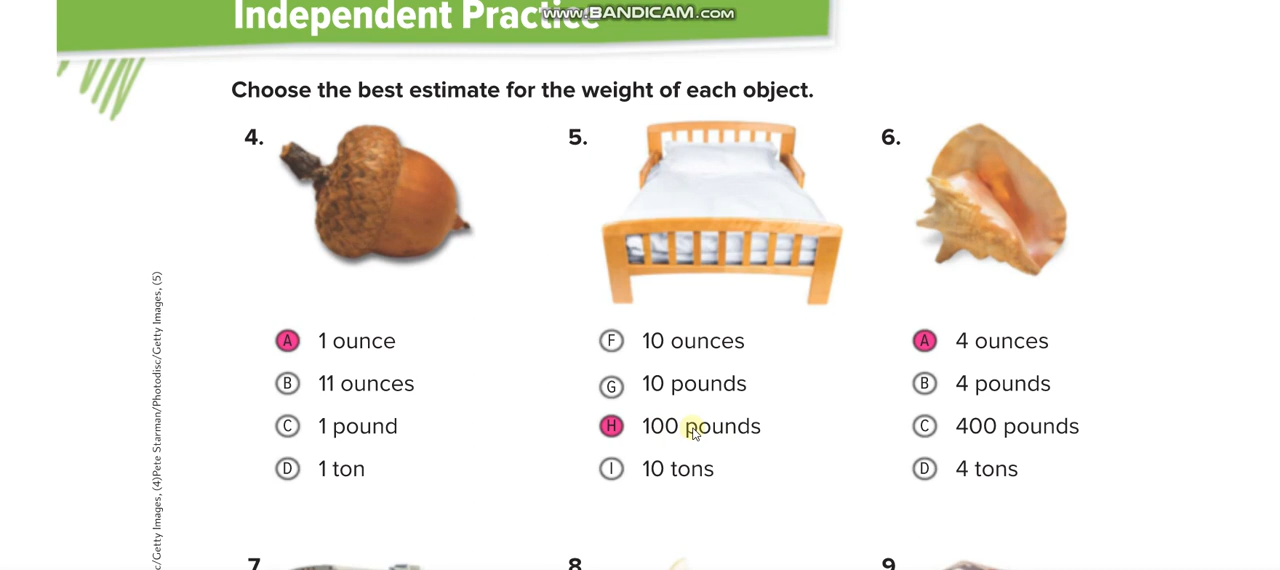 www.BANDICAM.com
Independent Practice
Choose the best estimate for the weight of each object.
4.
A 1 ounce
B 11 ounces
C 1 pound
D 1 ton
5.
F 10 ounces
G 10 pounds
H 100 pounds
I 10 tons
6.
A 4 ounces
B 4 pounds
C 400 pounds
D 4 tons
c/Getty Images, (4)Pete Starman/Photodisc/Getty Images, (5)
7
8
9